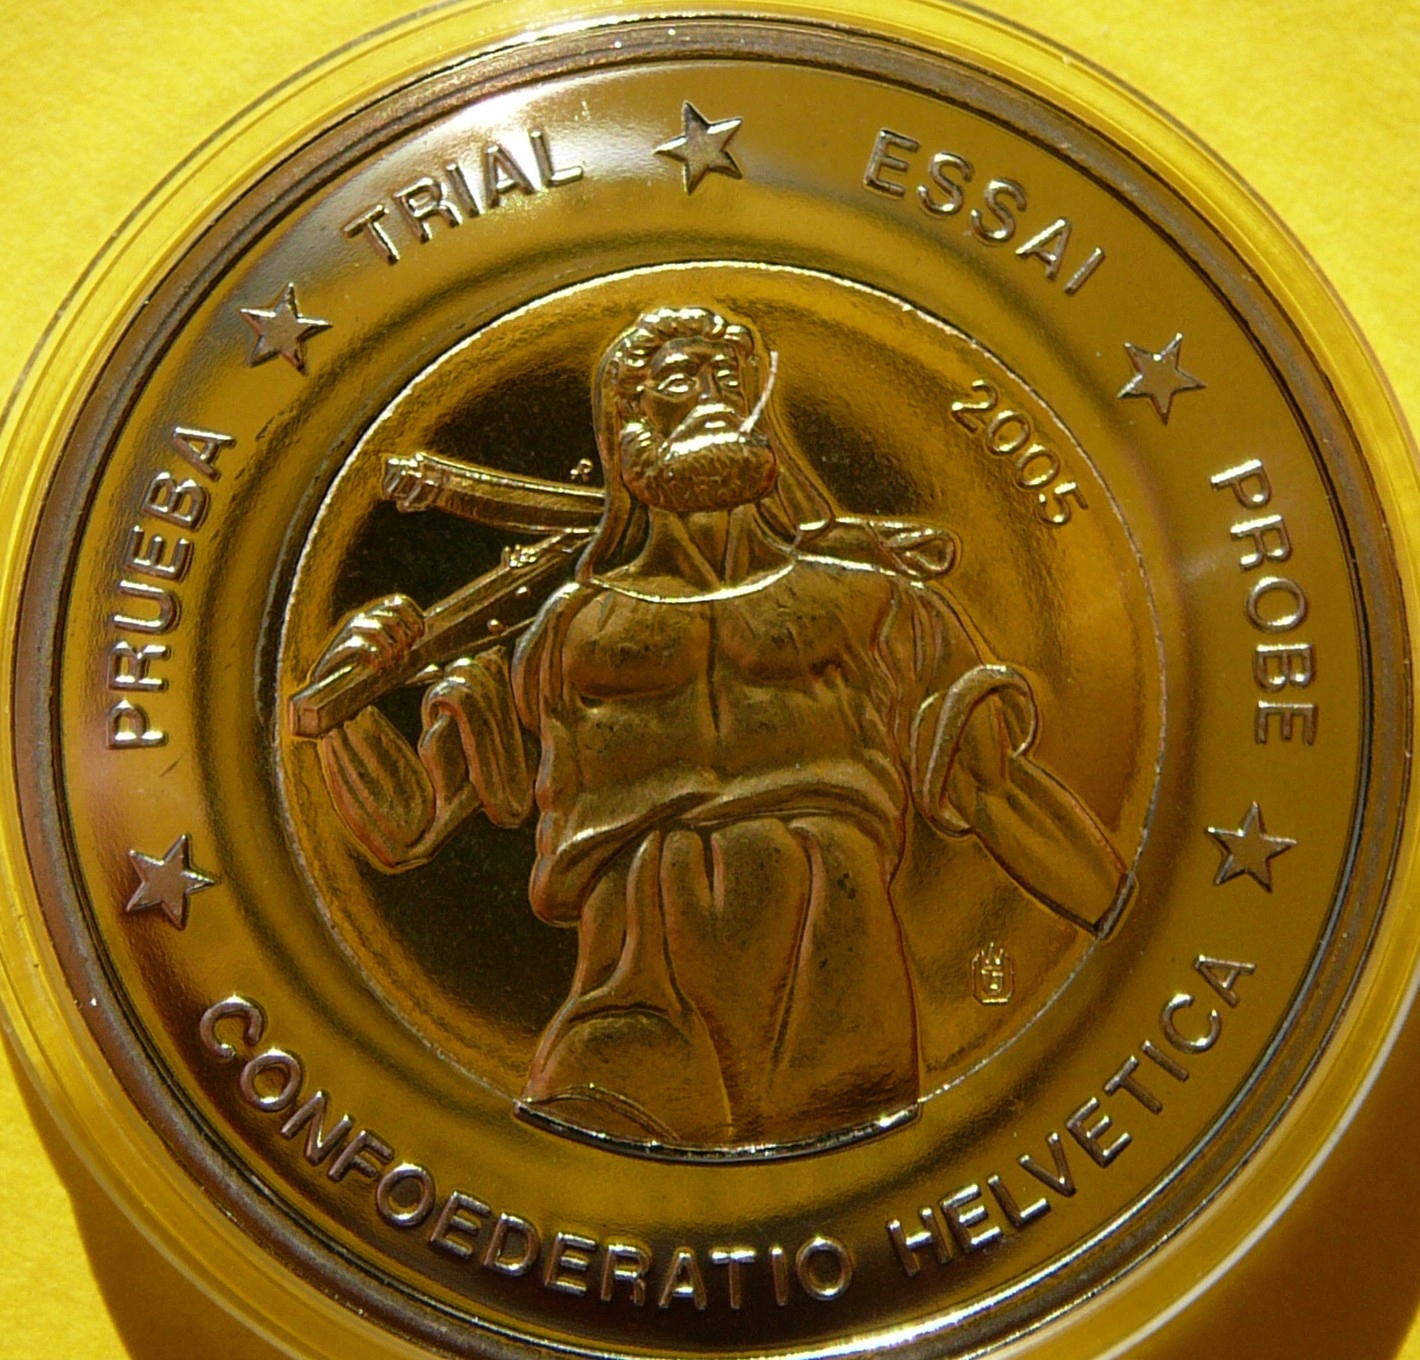 PRUEBA ★ TRIAL ★ ESSAI ★ PROBE ★
CONFOEDERATIO HELVETICA ★
2005
R